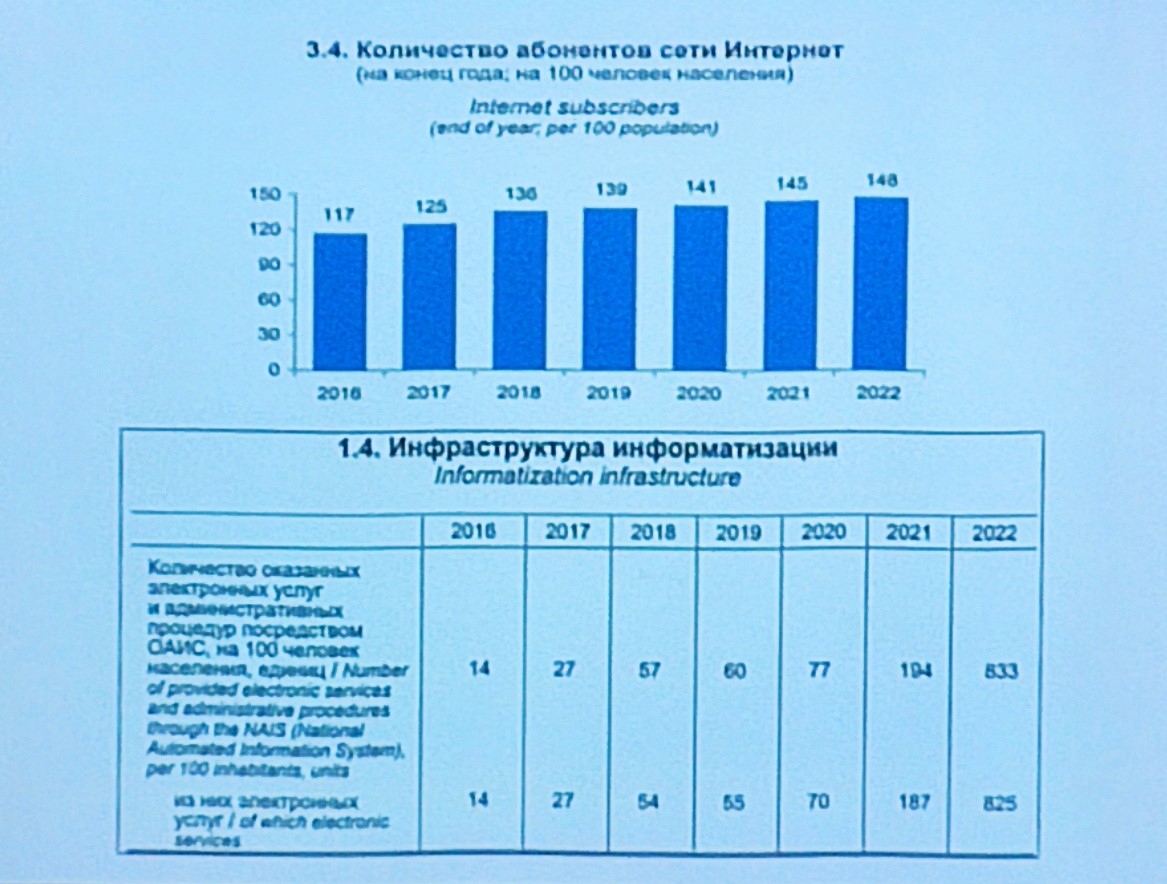 3.4. Количество абонентов сети Интернет
(на конец года; на 100 человек населения)
Internet subscribers
(end of year; per 100 population)
150
120
90
60
30
0
117 125 136 139 141 145 148
2016 2017 2018 2019 2020 2021 2022
1.4. Инфраструктура информатизации
Informatization infrastructure
2016 2017 2018 2019 2020 2021 2022
Количество оказанных
электронных услуг
и административных
процедур посредством
ОАИС, на 100 человек
населения, единиц / Number 14 27 57 60 77 194 833
of provided electronic services
and administrative procedures
through the NAIS (National
Automated Information System),
per 100 inhabitants, units
из них электронных 14 27 54 55 70 187 825
услуг / of which electronic
services